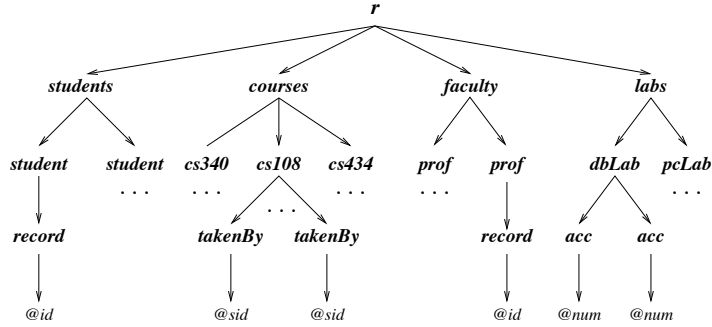 r
students courses faculty labs
student student cs340 cs108 cs434 prof prof dbLab pcLab
. . . . . . . . . . . . . . .
. . .
record takenBy takenBy record acc acc
@id @sid @sid @id @num @num